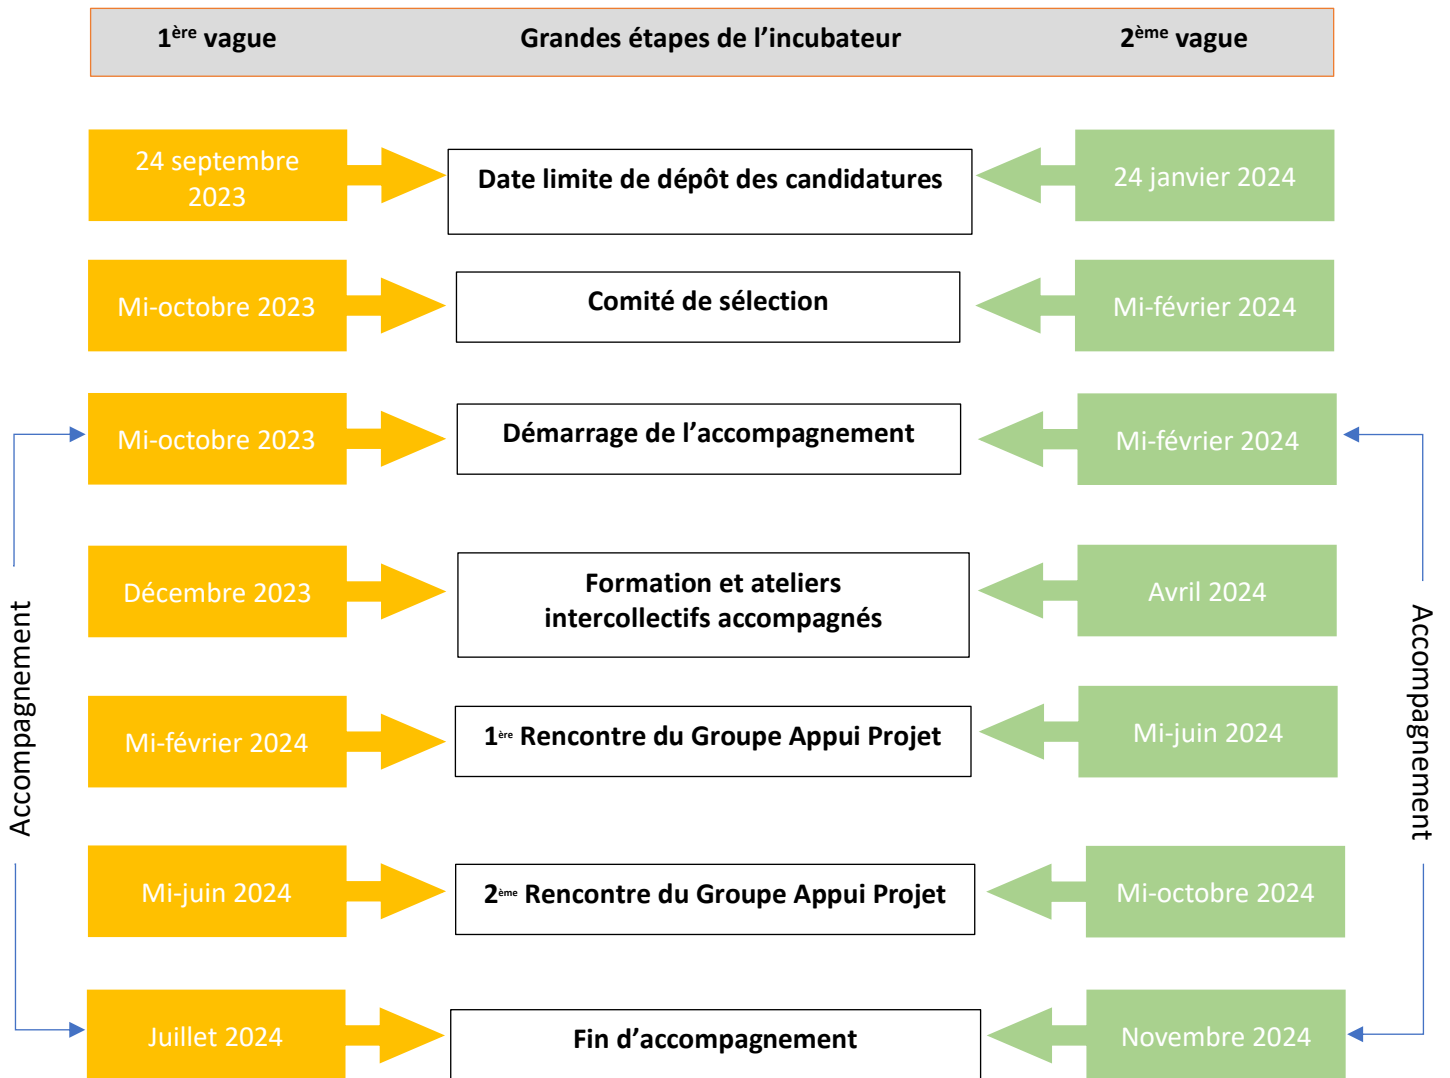 1ère vague Grandes étapes de l’incubateur 2ème vague
24 septembre
2023
Date limite de dépôt des candidatures
24 janvier 2024
Mi-octobre 2023
Comité de sélection
Mi-février 2024
Mi-octobre 2023
Démarrage de l’accompagnement
Mi-février 2024
Décembre 2023
Formation et ateliers
intercollectifs accompagnés
Avril 2024
Mi-février 2024
1ère Rencontre du Groupe Appui Projet
Mi-juin 2024
Mi-juin 2024
2ème Rencontre du Groupe Appui Projet
Mi-octobre 2024
Juillet 2024
Fin d’accompagnement
Novembre 2024
Accompagnement
Accompagnement